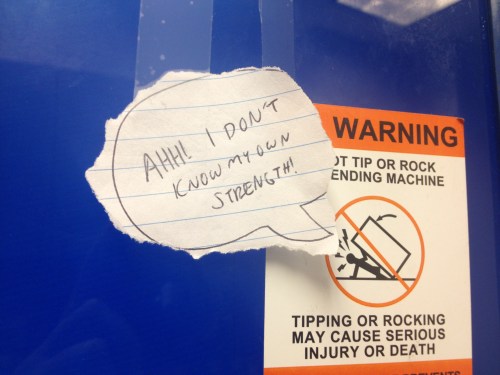 AHH! I DON'T
KNOW MY OWN
STRENGTH!
WARNING
OT TIP OR ROCK
ENDING MACHINE
TIPPING OR ROCKING
MAY CAUSE SERIOUS
INJURY OR DEATH